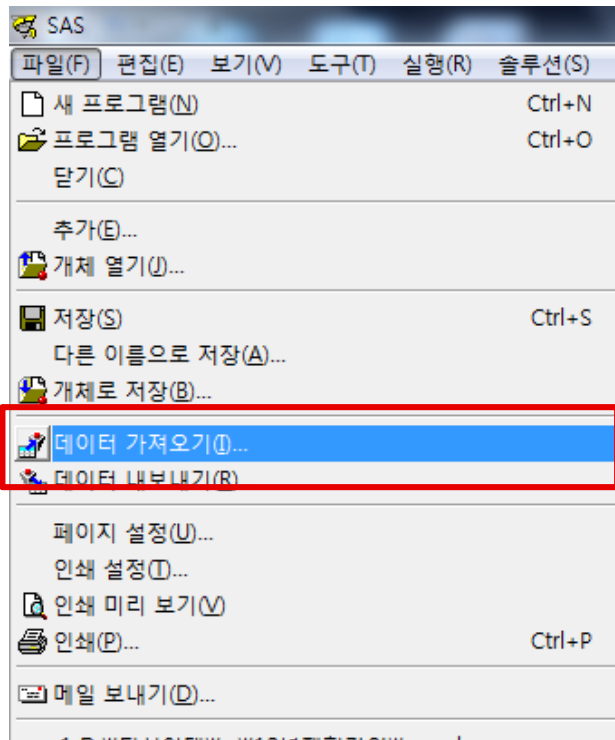 SAS
파일(F) 편집(E) 보기(V) 도구(T) 실행(R) 솔루션(S)
새 프로그램(N) Ctrl+N
프로그램 열기(O)... Ctrl+O
닫기(C)
추가(E)...
개체 열기(J)...
저장(S) Ctrl+S
다른 이름으로 저장(A)...
개체로 저장(B)...
데이터 가져오기(I)...
데이터 내보내기(R)
페이지 설정(U)...
인쇄 설정(T)...
인쇄 미리 보기(V)
인쇄(P)... Ctrl+P
메일 보내기(D)...